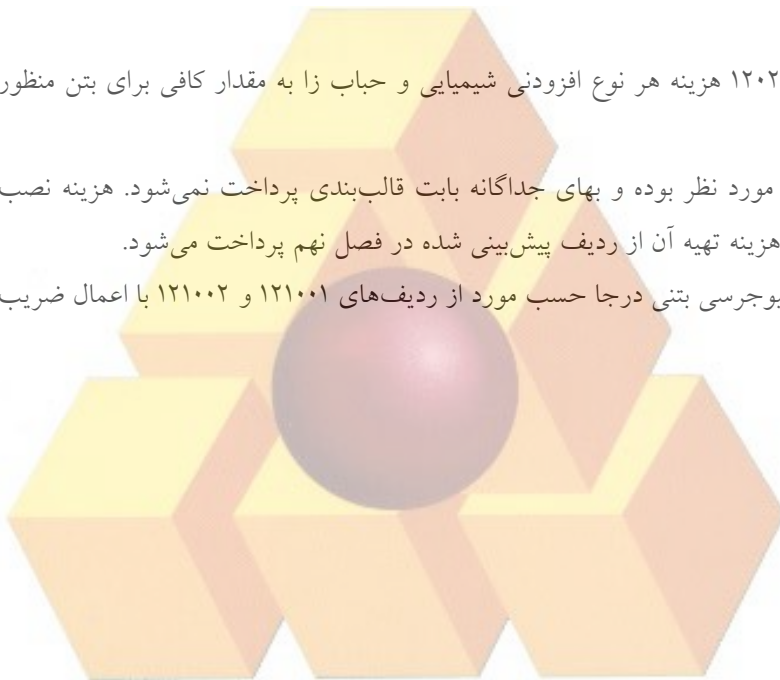 ۱۲۰۲ هزینه هر نوع افزودنی شیمیایی و حباب زا به مقدار کافی برای بتن منظور
مورد نظر بوده و بهای جداگانه بابت قالب‌بندی پرداخت نمی‌شود. هزینه نصب
هزینه تهیه آن از ردیف پیش‌بینی شده در فصل نهم پرداخت می‌شود.
یوجرسی بتنی درجا حسب مورد از ردیف‌های ۱۲۱۰۰۱ و ۱۲۱۰۰۲ با اعمال ضریب